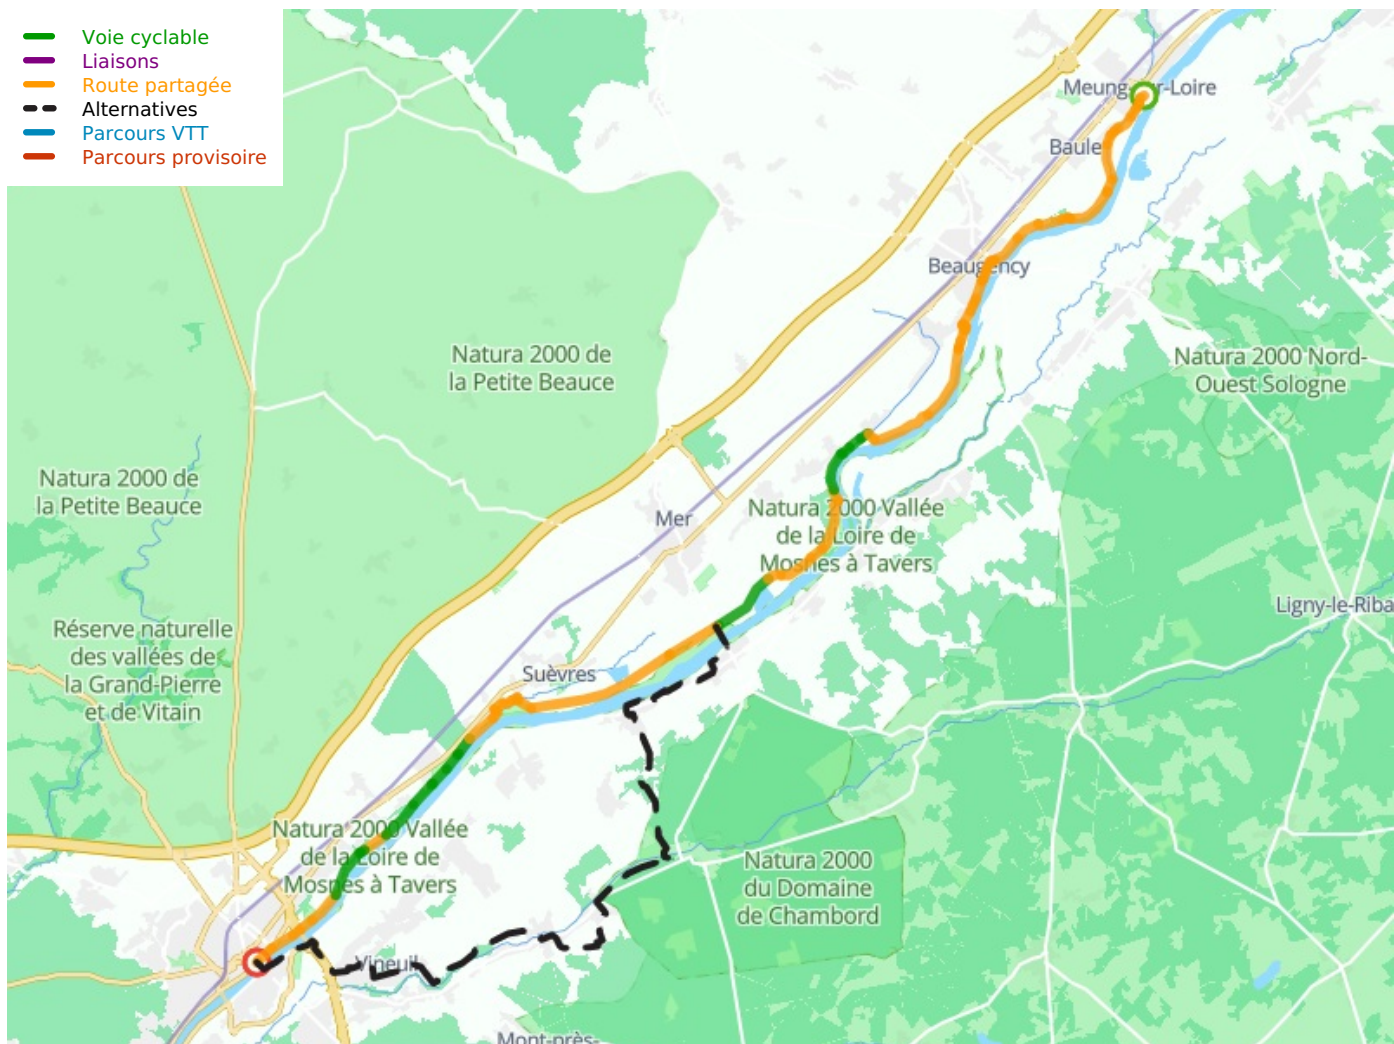 Voie cyclable
Liaisons
Route partagée
Alternatives
Parcours VTT
Parcours provisoire
Meung-sur-Loire
Baule
Beaugency
Natura 2000 de
la Petite Beauce
Natura 2000 Nord-
Ouest Sologne
Natura 2000 de
la Petite Beauce
Mer
Natura 2000 Vallée
de la Loire de
Mosnes à Tavers
Ligny-le-Riba
Réserve naturelle
des vallées de
la Grand-Pierre
et de Vitain
Suèvres
Natura 2000 Vallée
de la Loire de
Mosnes à Tavers
Natura 2000
du Domaine
de Chambord
Vineuil
Mont-près-